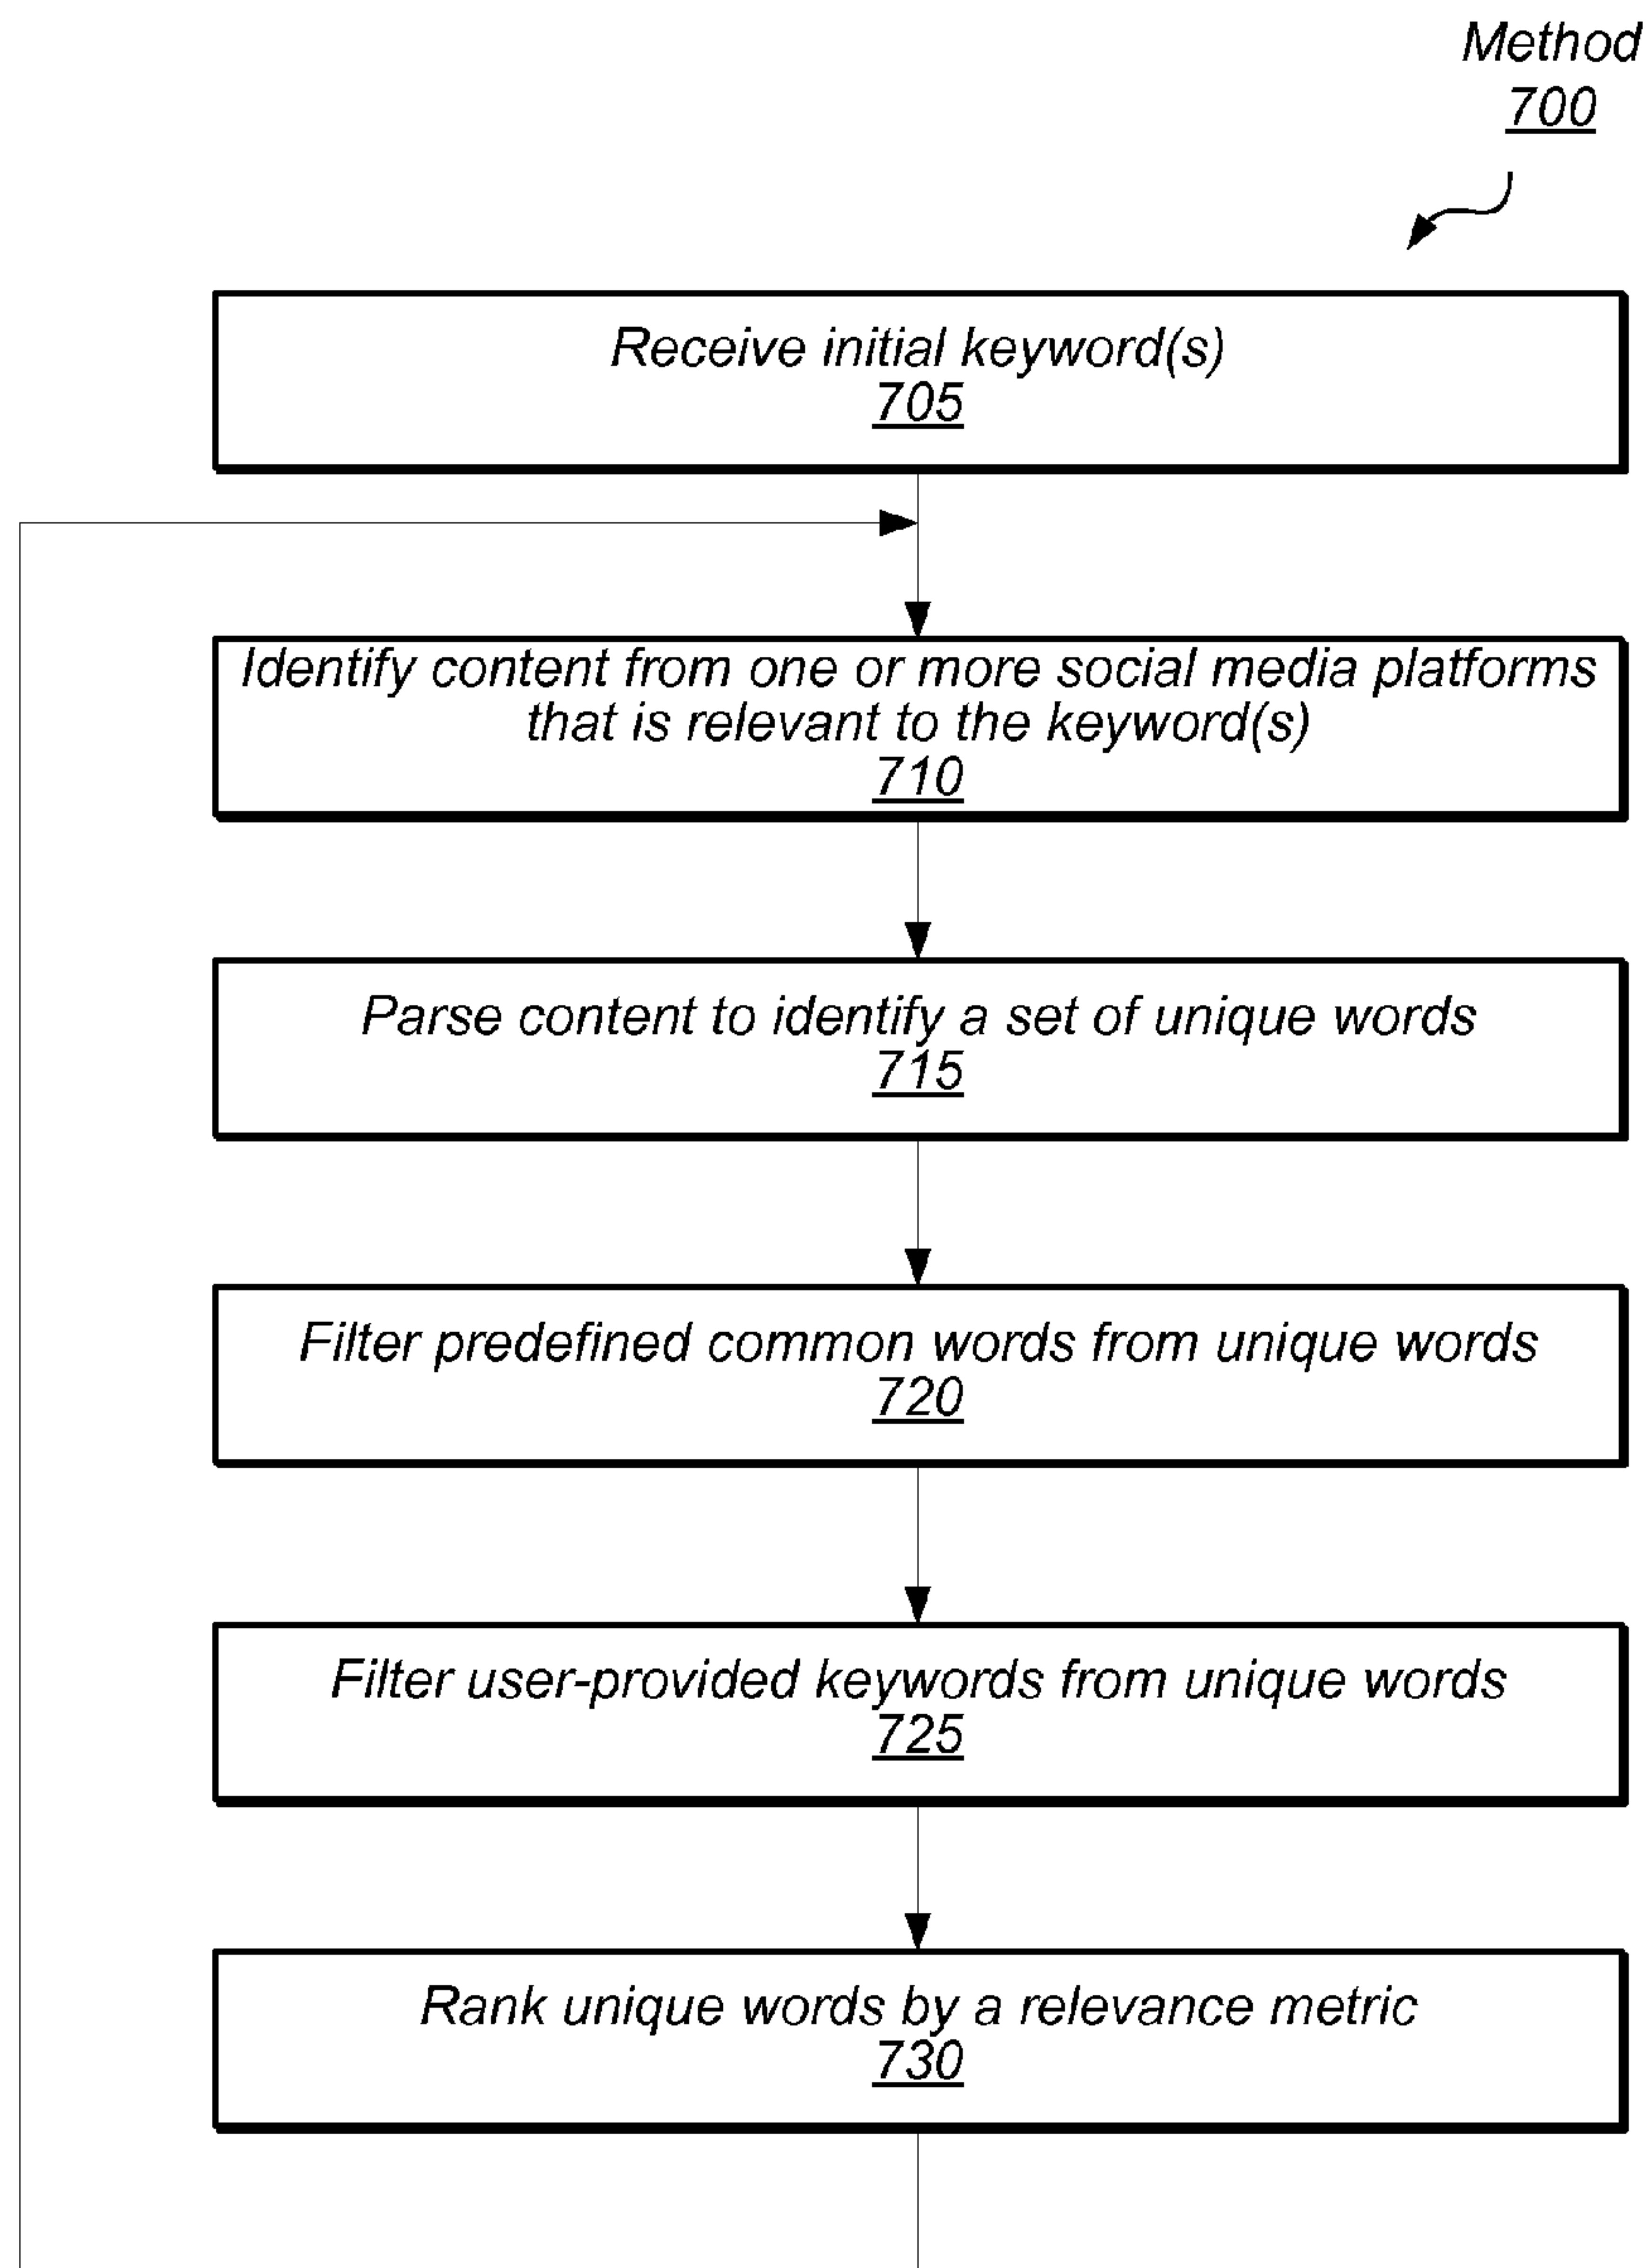 Method
700
Receive initial keyword(s)
705
Identify content from one or more social media platforms
that is relevant to the keyword(s)
710
Parse content to identify a set of unique words
715
Filter predefined common words from unique words
720
Filter user-provided keywords from unique words
725
Rank unique words by a relevance metric
730